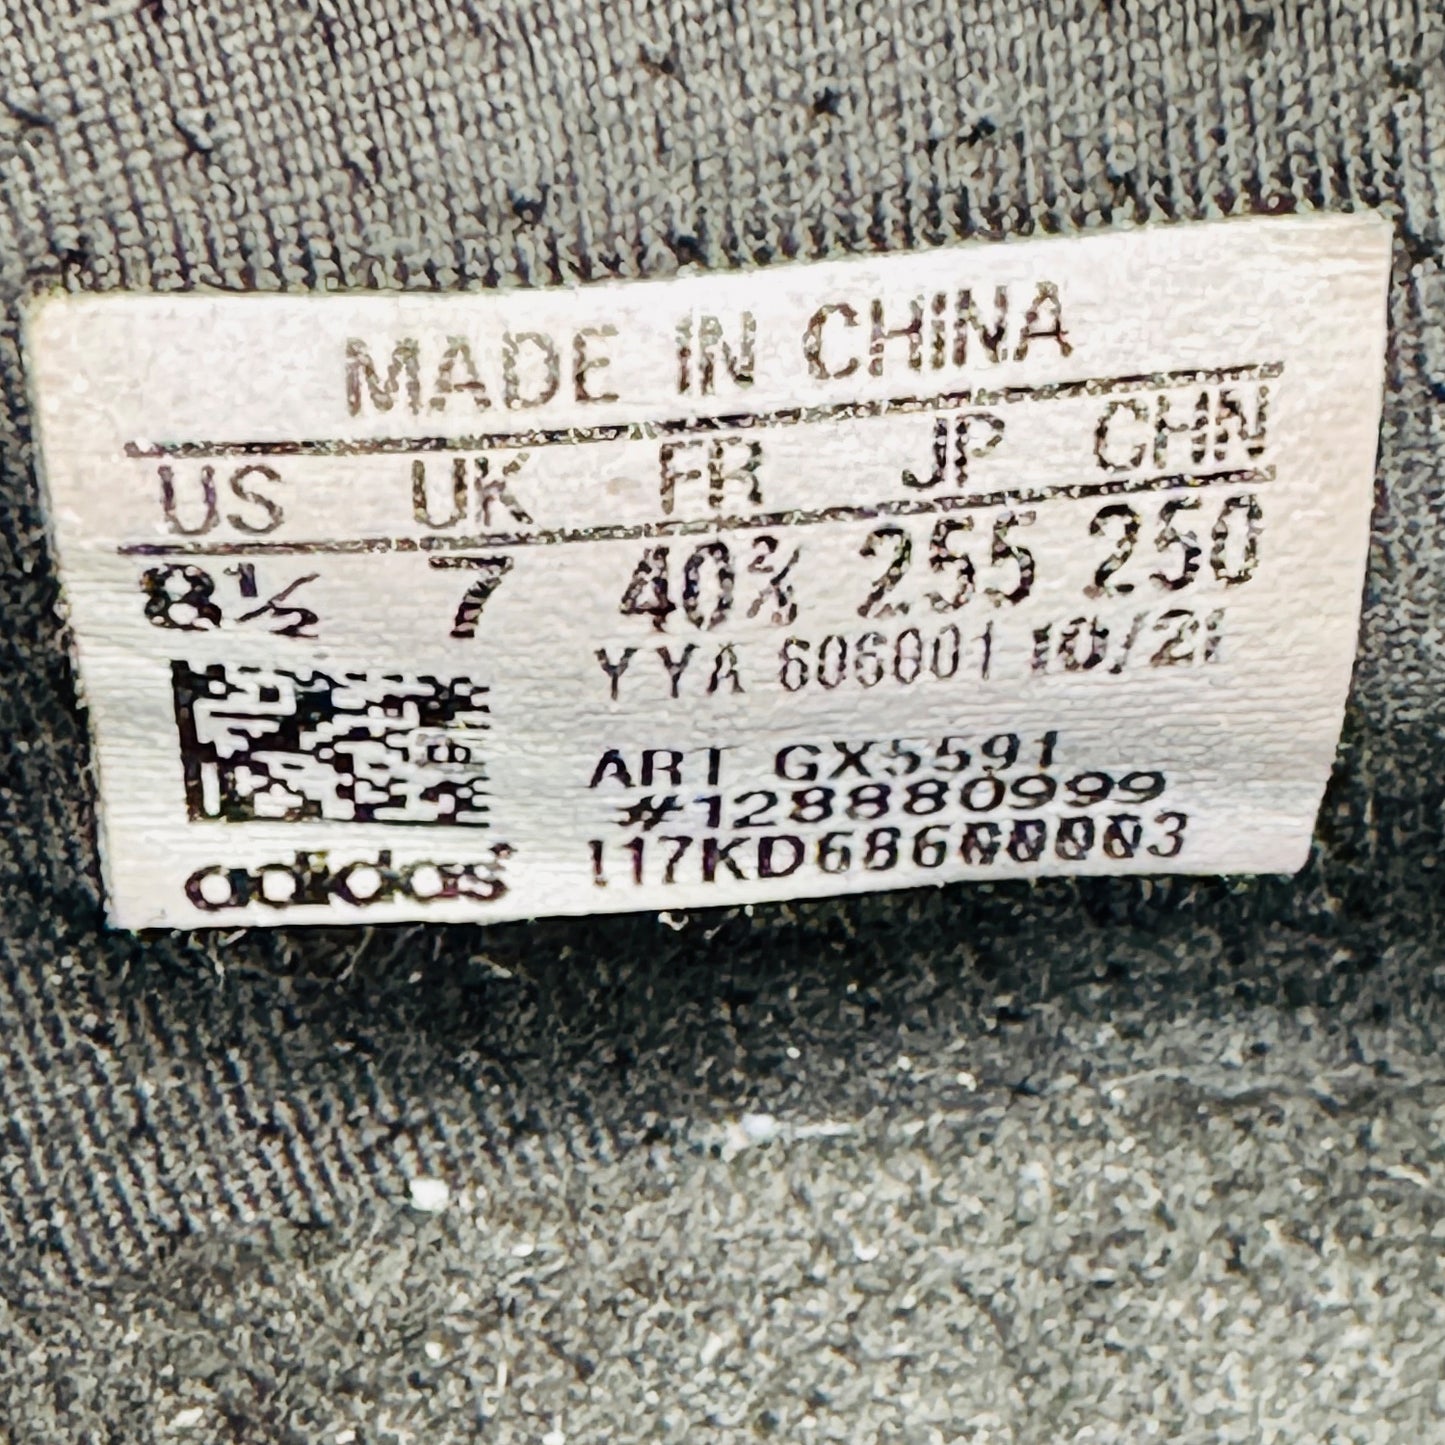 MADE IN CHINA
US UK FR JP CHN
8½ 7 40⅔ 255 250
YYA 606001 10/21
ART GX5591
#128880999
117KD68600003
adidas